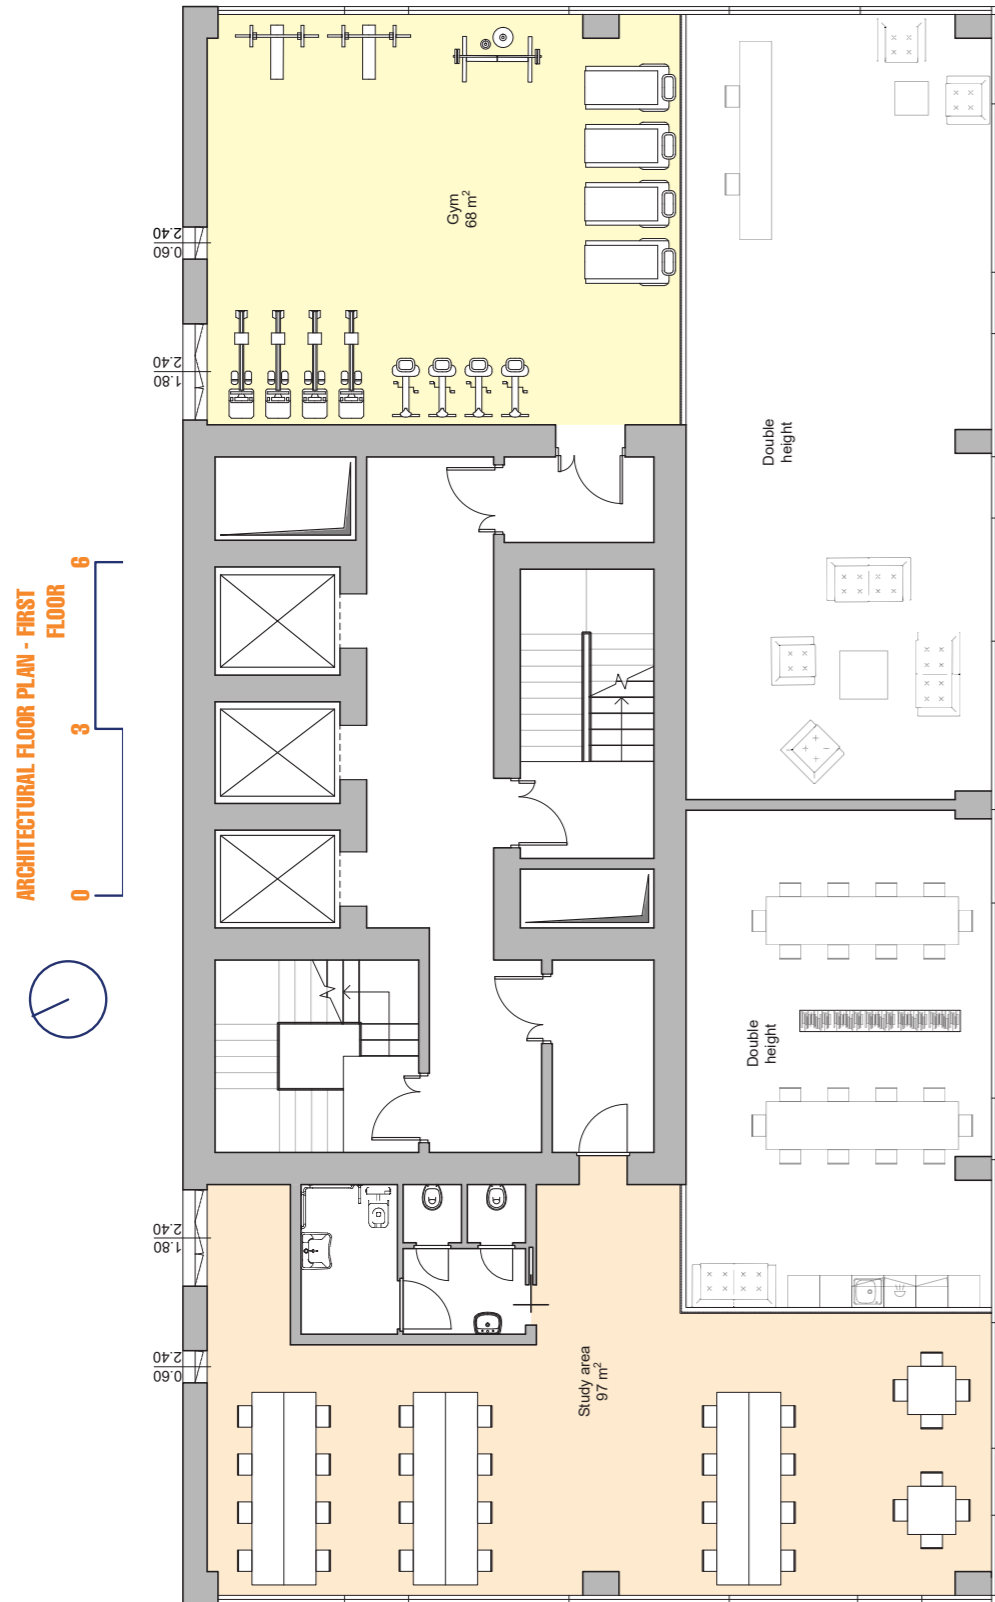 ARCHITECTURAL FLOOR PLAN - FIRST
FLOOR
0
3
6
2.40
0.60
2.40
1.80
2.40
1.80
2.40
0.60
Gym
68 m²
Double
height
Double
height
Study area
97 m²